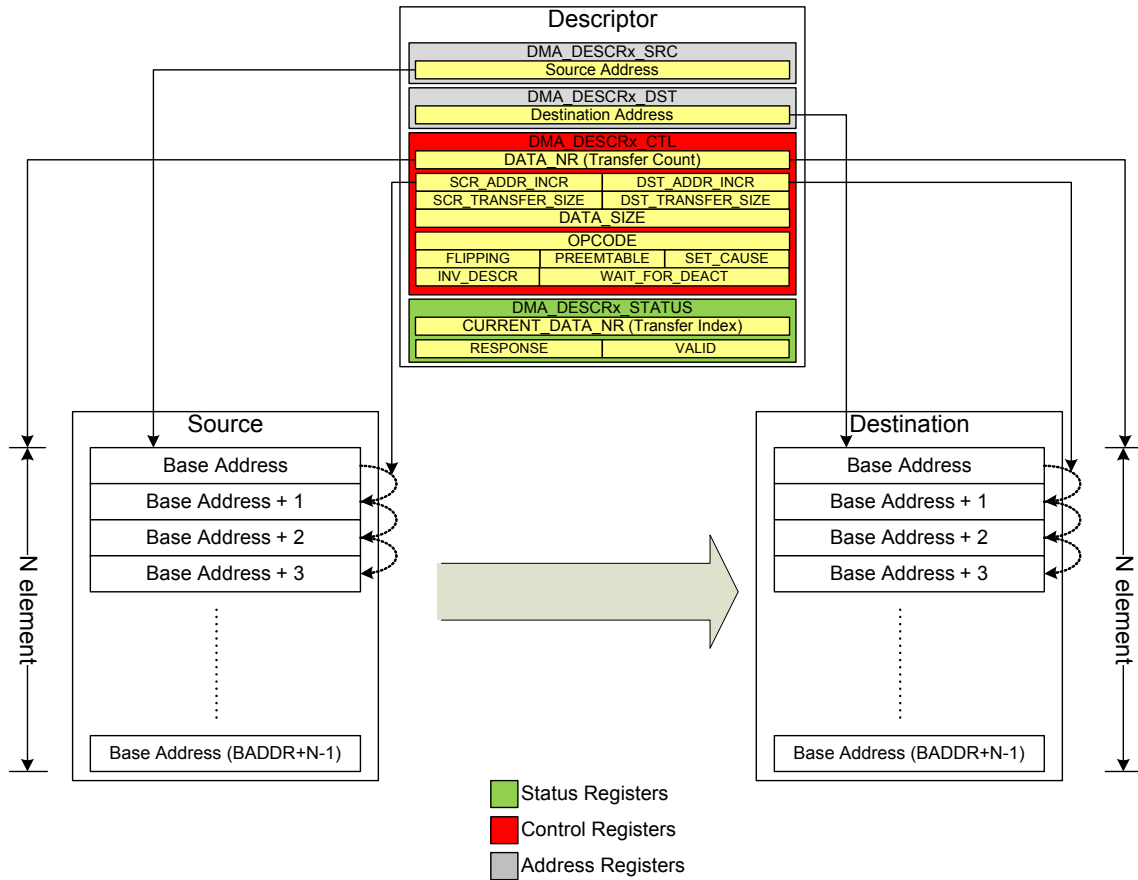 Descriptor
DMA_DESCRx_SRC
Source Address
DMA_DESCRx_DST
Destination Address
DMA_DESCRx_CTL
DATA_NR (Transfer Count)
SCR_ADDR_INCR DST_ADDR_INCR
SCR_TRANSFER_SIZE DST_TRANSFER_SIZE
DATA_SIZE
OPCODE
FLIPPING PREEMTABLE SET_CAUSE
INV_DESCR WAIT_FOR_DEACT
DMA_DESCRx_STATUS
CURRENT_DATA_NR (Transfer Index)
RESPONSE VALID
Source
Base Address
Base Address + 1
Base Address + 2
Base Address + 3
Base Address (BADDR+N-1)
N element
Destination
Base Address
Base Address + 1
Base Address + 2
Base Address + 3
Base Address (BADDR+N-1)
N element
Status Registers
Control Registers
Address Registers